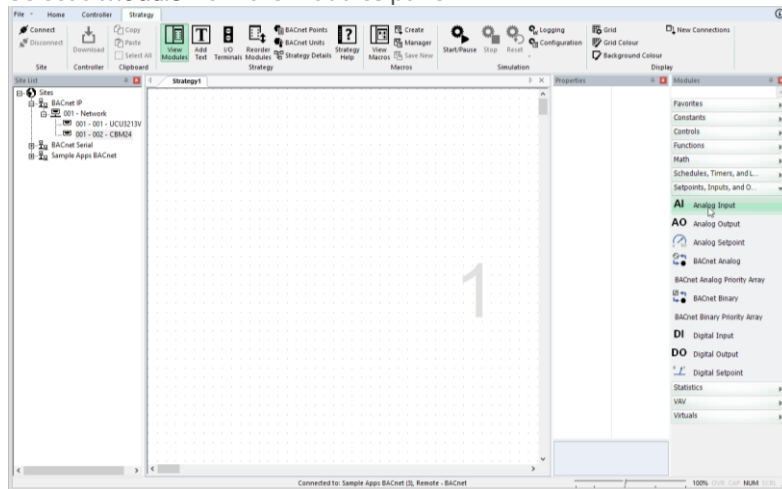 File Home Controller Strategy
Connect
Disconnect
Site
Download
Controller
Copy
Paste
Select All
Clipboard
View Modules
Add Text
I/O Terminals
Reorder Modules
BACnet Points
BACnet Units
Strategy Details
Strategy Help
Strategy
View Macros
Create
Manager
Save New
Macros
Start/Pause
Stop
Reset
Logging
Configuration
Simulation
Grid
Grid Colour
Background Colour
New Connections
Display
Site List
Sites
BACnet IP
001 - Network
001 - 001 - UCU3213V
001 - 002 - CBM24
BACnet Serial
Sample Apps BACnet
Strategy1
1
Properties
Modules
Favorites
Constants
Controls
Functions
Math
Schedules, Timers, and L...
Setpoints, Inputs, and O...
AI Analog Input
AO Analog Output
Analog Setpoint
BACnet Analog
BACnet Analog Priority Array
BACnet Binary
BACnet Binary Priority Array
DI Digital Input
DO Digital Output
Digital Setpoint
Statistics
VAV
Virtuals
Connected to: Sample Apps BACnet (3), Remote - BACnet
100% OVR CAP NUM SCRL